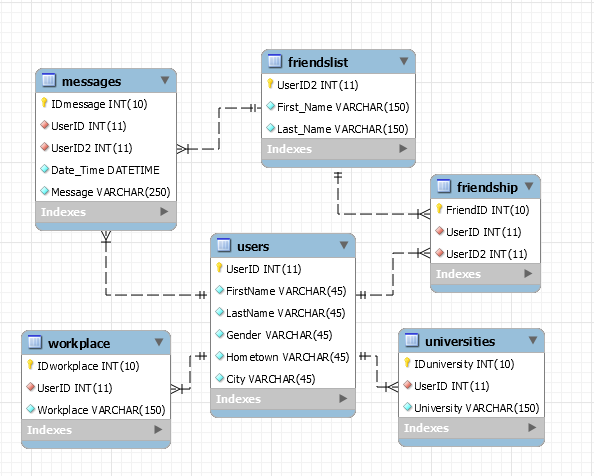 friendslist
UserID2 INT(11)
First_Name VARCHAR(150)
Last_Name VARCHAR(150)
Indexes
messages
IDmessage INT(10)
UserID INT(11)
UserID2 INT(11)
Date_Time DATETIME
Message VARCHAR(250)
Indexes
friendship
FriendID INT(10)
UserID INT(11)
UserID2 INT(11)
Indexes
users
UserID INT(11)
FirstName VARCHAR(45)
LastName VARCHAR(45)
Gender VARCHAR(45)
Hometown VARCHAR(45)
City VARCHAR(45)
Indexes
workplace
IDworkplace INT(10)
UserID INT(11)
Workplace VARCHAR(150)
Indexes
universities
IDuniversity INT(10)
UserID INT(11)
University VARCHAR(150)
Indexes